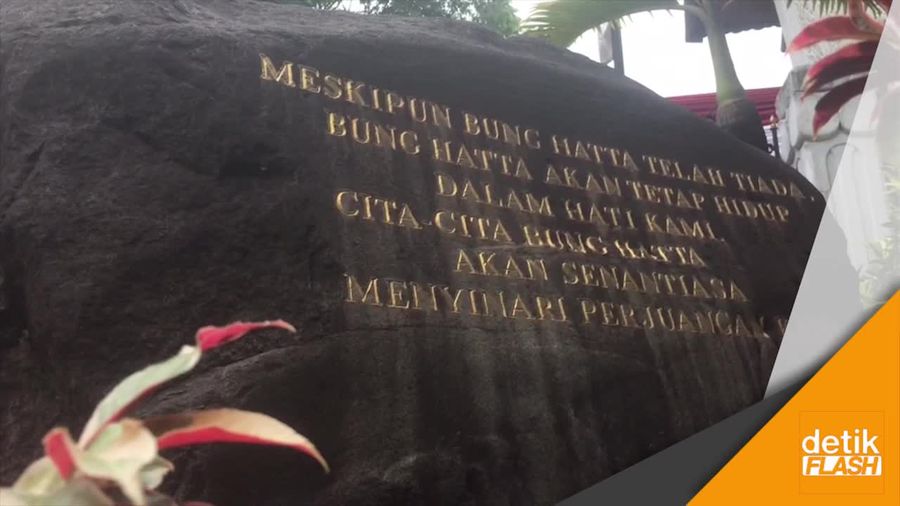 MESKIPUN BUNG HATTA TELAH TIADA
BUNG HATTA AKAN TETAP HIDUP
DALAM HATI KAMI.
CITA-CITA BUNG HATTA
AKAN SENANTIASA
MENYINARI PERJUANGAN
detik
FLASH